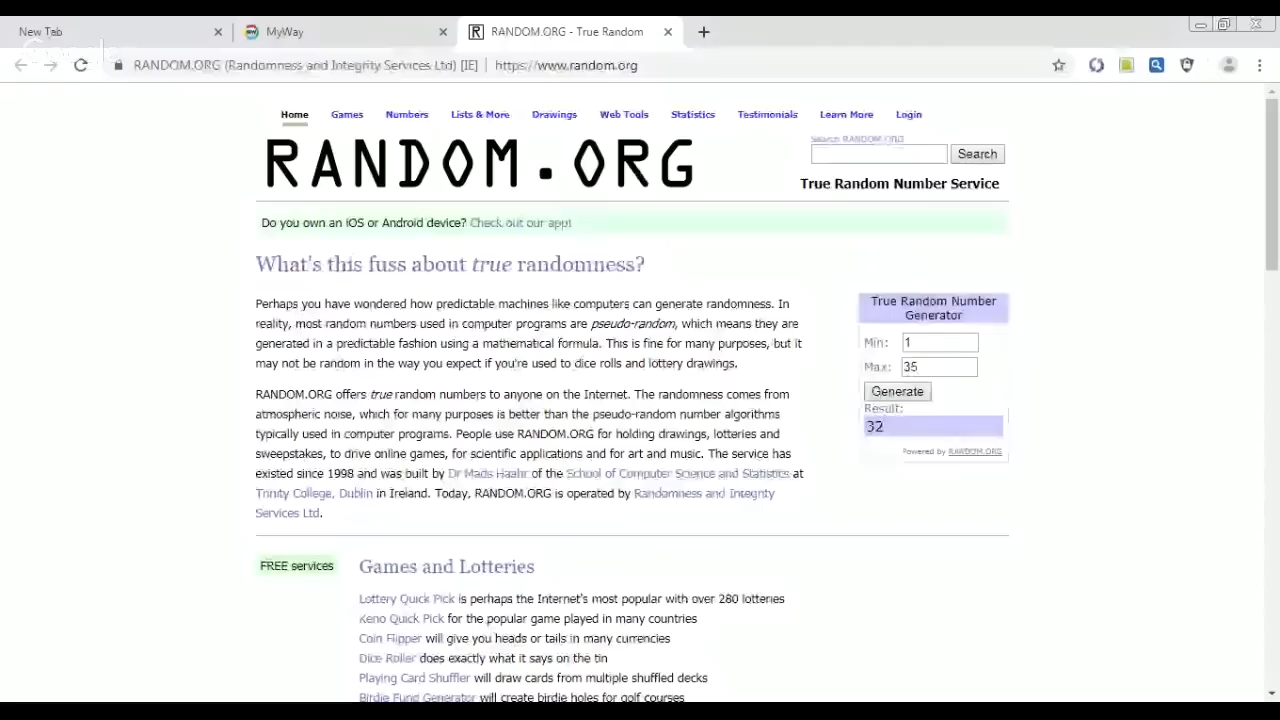 New Tab
MyWay
RANDOM.ORG - True Random
RANDOM.ORG (Randomness and Integrity Services Ltd) [IE] | https://www.random.org
Home Games Numbers Lists & More Drawings Web Tools Statistics Testimonials Learn More Login
RANDOM.ORG
Search RANDOM.ORG
Search
True Random Number Service
Do you own an iOS or Android device? Check out our app!
What's this fuss about true randomness?
Perhaps you have wondered how predictable machines like computers can generate randomness. In
reality, most random numbers used in computer programs are pseudo-random, which means they are
generated in a predictable fashion using a mathematical formula. This is fine for many purposes, but it
may not be random in the way you expect if you're used to dice rolls and lottery drawings.
RANDOM.ORG offers true random numbers to anyone on the Internet. The randomness comes from
atmospheric noise, which for many purposes is better than the pseudo-random number algorithms
typically used in computer programs. People use RANDOM.ORG for holding drawings, lotteries and
sweepstakes, to drive online games, for scientific applications and for art and music. The service has
existed since 1998 and was built by Dr Mads Haahr of the School of Computer Science and Statistics at
Trinity College, Dublin in Ireland. Today, RANDOM.ORG is operated by Randomness and Integrity
Services Ltd.
True Random Number
Generator
Min: 1
Max: 35
Generate
Result:
32
Powered by RANDOM.ORG
FREE services
Games and Lotteries
Lottery Quick Pick is perhaps the Internet's most popular with over 280 lotteries
Keno Quick Pick for the popular game played in many countries
Coin Flipper will give you heads or tails in many currencies
Dice Roller does exactly what it says on the tin
Playing Card Shuffler will draw cards from multiple shuffled decks
Birdie Fund Generator will create birdie holes for golf courses